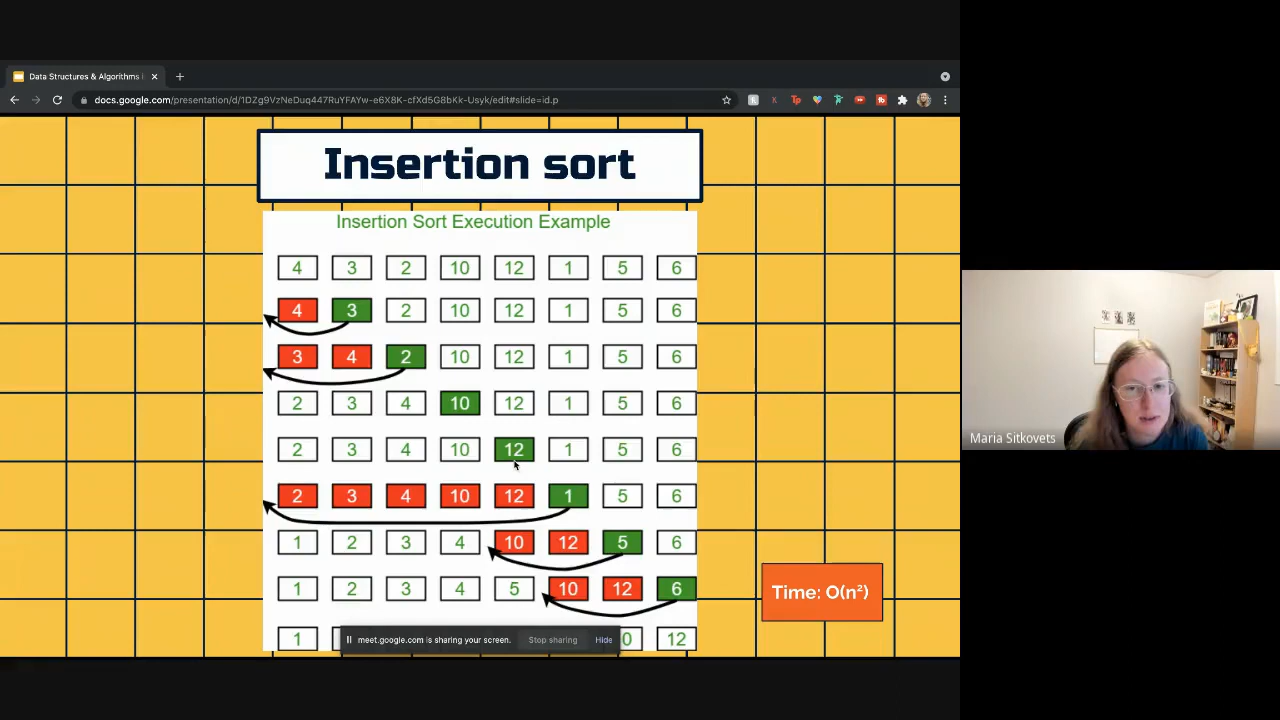 Data Structures & Algorithms i
docs.google.com/presentation/d/1DZg9VzNeDuq447RuYFAYw-e6X8K-cfXd5G8bKk-Usyk/edit#slide=id.p
Insertion sort
Insertion Sort Execution Example
4 3 2 10 12 1 5 6
4 3 2 10 12 1 5 6
3 4 2 10 12 1 5 6
2 3 4 10 12 1 5 6
2 3 4 10 12 1 5 6
2 3 4 10 12 1 5 6
1 2 3 4 10 12 5 6
1 2 3 4 5 10 12 6
1 0 12
meet.google.com is sharing your screen. Stop sharing Hide
Time: O(n²)
Maria Sitkovets